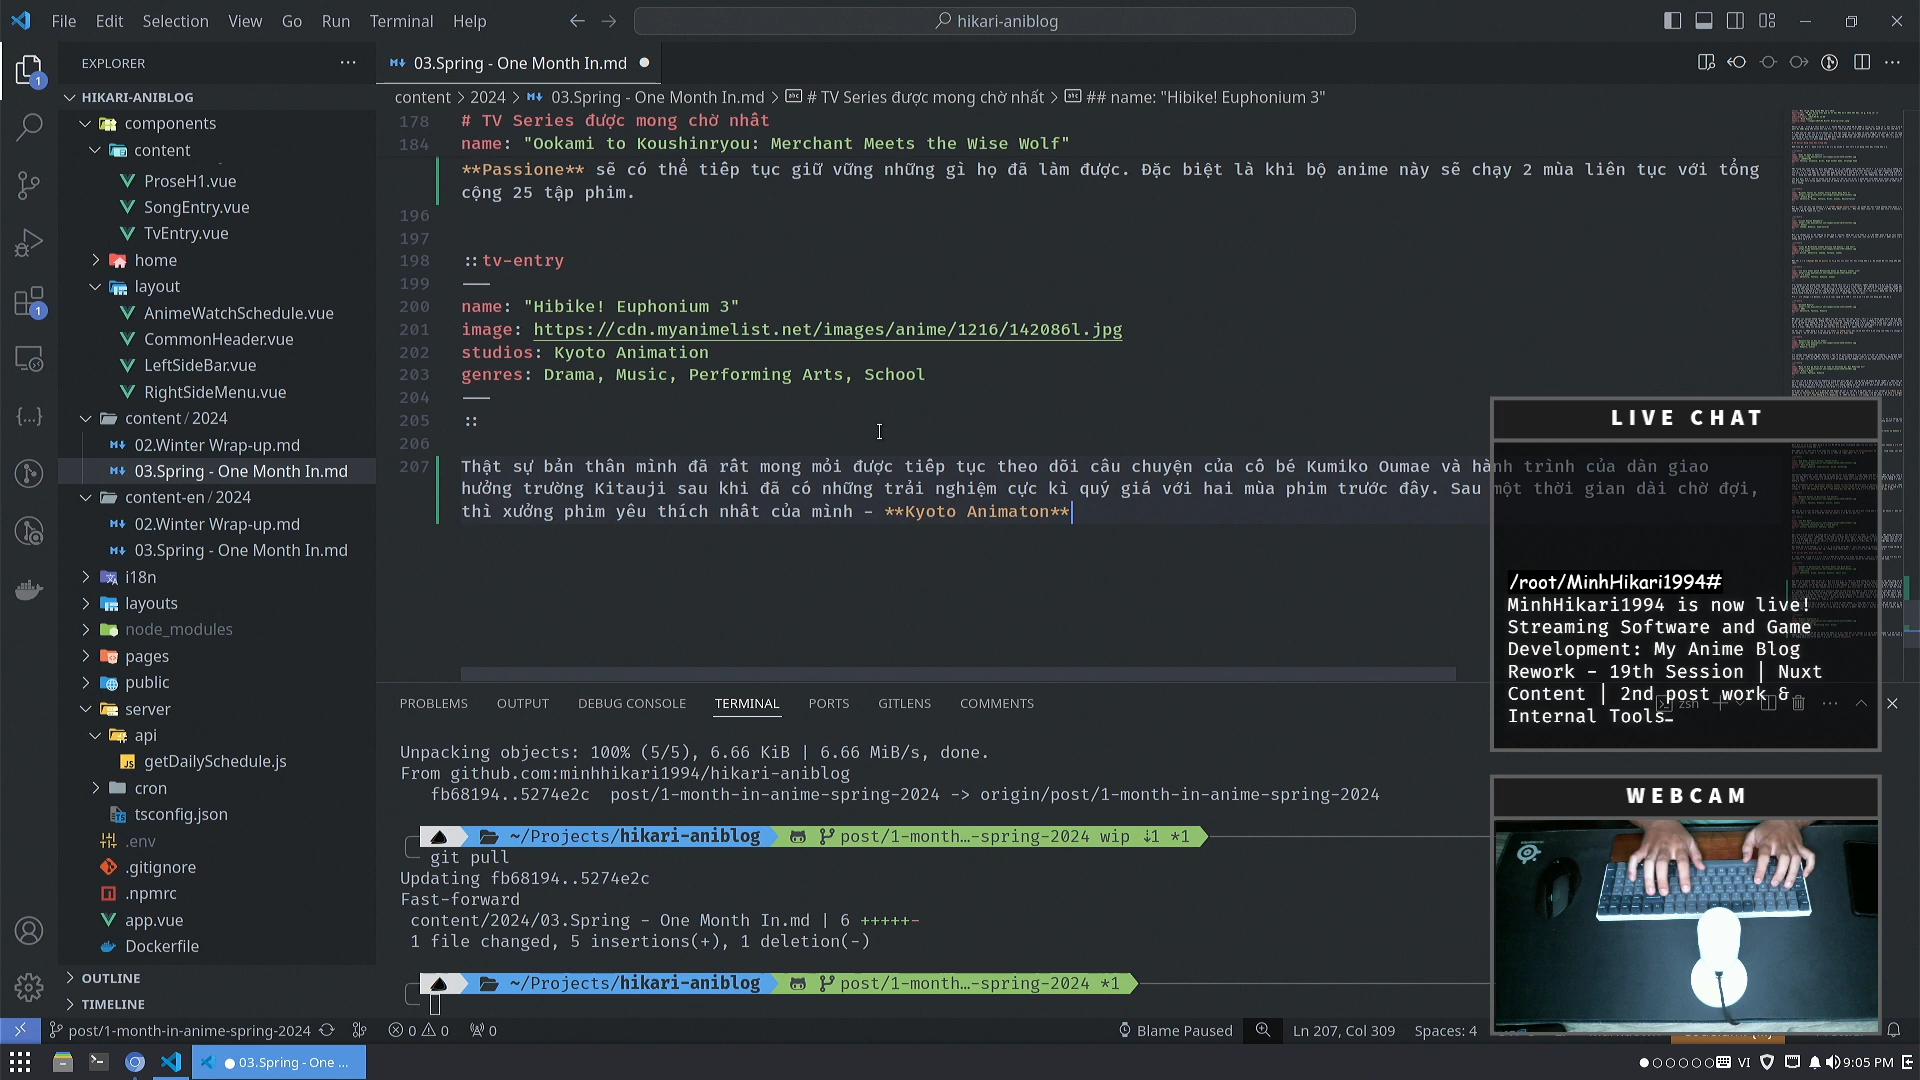 File Edit Selection View Go Run Terminal Help
hikari-aniblog
EXPLORER
03.Spring - One Month In.md
HIKARI-ANIBLOG
content > 2024 > 03.Spring - One Month In.md > # TV Series được mong chờ nhất > ## name: "Hibike! Euphonium 3"
components
content
ProseH1.vue
SongEntry.vue
TvEntry.vue
home
layout
AnimeWatchSchedule.vue
CommonHeader.vue
LeftSideBar.vue
RightSideMenu.vue
content / 2024
02.Winter Wrap-up.md
03.Spring - One Month In.md
content-en / 2024
02.Winter Wrap-up.md
03.Spring - One Month In.md
i18n
layouts
node_modules
pages
public
server
api
getDailySchedule.js
cron
tsconfig.json
.env
.gitignore
.npmrc
app.vue
Dockerfile
OUTLINE
TIMELINE
178 # TV Series được mong chờ nhất
184 name: "Ookami to Koushinryou: Merchant Meets the Wise Wolf"
**Passione** sẽ có thể tiếp tục giữ vững những gì họ đã làm được. Đặc biệt là khi bộ anime này sẽ chạy 2 mùa liên tục với tổng
cộng 25 tập phim.
196
197
198 ::tv-entry
199 ---
200 name: "Hibike! Euphonium 3"
201 image: https://cdn.myanimelist.net/images/anime/1216/142086l.jpg
202 studios: Kyoto Animation
203 genres: Drama, Music, Performing Arts, School
204 ---
205 ::
206
207 Thật sự bản thân mình đã rất mong mỏi được tiếp tục theo dõi câu chuyện của cô bé Kumiko Oumae và hành trình của dàn giao
hưởng trường Kitauji sau khi đã có những trải nghiệm cực kì quý giá với hai mùa phim trước đây. Sau một thời gian dài chờ đợi,
thì xưởng phim yêu thích nhất của mình - **Kyoto Animaton**
LIVE CHAT
/root/MinhHikari1994#
MinhHikari1994 is now live!
Streaming Software and Game
Development: My Anime Blog
Rework - 19th Session | Nuxt
Content | 2nd post work &
Internal Tools_
PROBLEMS OUTPUT DEBUG CONSOLE TERMINAL PORTS GITLENS COMMENTS
zsh
Unpacking objects: 100% (5/5), 6.66 KiB | 6.66 MiB/s, done.
From github.com:minhhikari1994/hikari-aniblog
fb68194..5274e2c post/1-month-in-anime-spring-2024 -> origin/post/1-month-in-anime-spring-2024
~/Projects/hikari-aniblog post/1-month…-spring-2024 wip ⇣1 *1
git pull
Updating fb68194..5274e2c
Fast-forward
content/2024/03.Spring - One Month In.md | 6 +++++-
1 file changed, 5 insertions(+), 1 deletion(-)
~/Projects/hikari-aniblog post/1-month…-spring-2024 *1
WEBCAM
post/1-month-in-anime-spring-2024 0 0 0 Blame Paused Ln 207, Col 309 Spaces: 4
03.Spring - One ... VI 9:05 PM